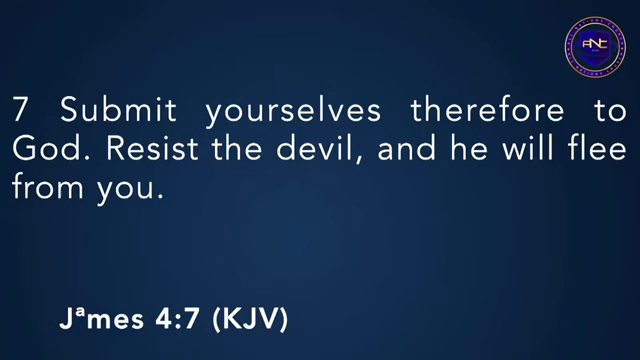 ANC
7 Submit yourselves therefore to
God. Resist the devil, and he will flee
from you.
Jªmes 4:7 (KJV)